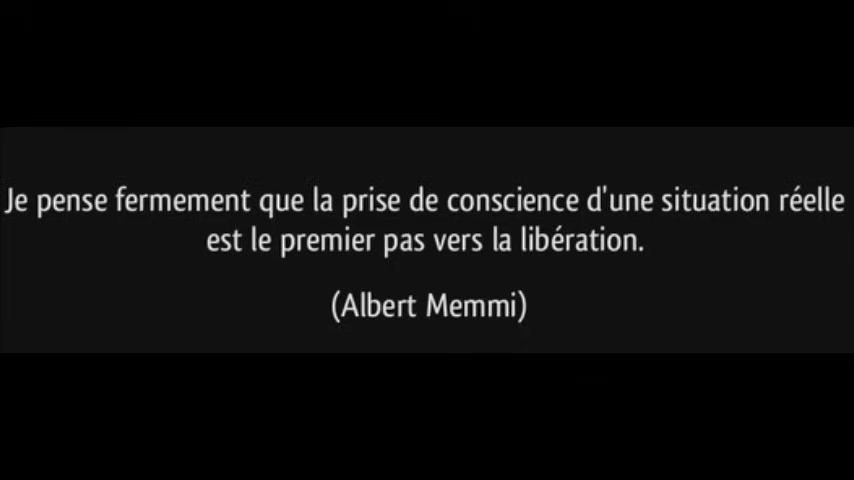 Je pense fermement que la prise de conscience d'une situation réelle
est le premier pas vers la libération.
(Albert Memmi)